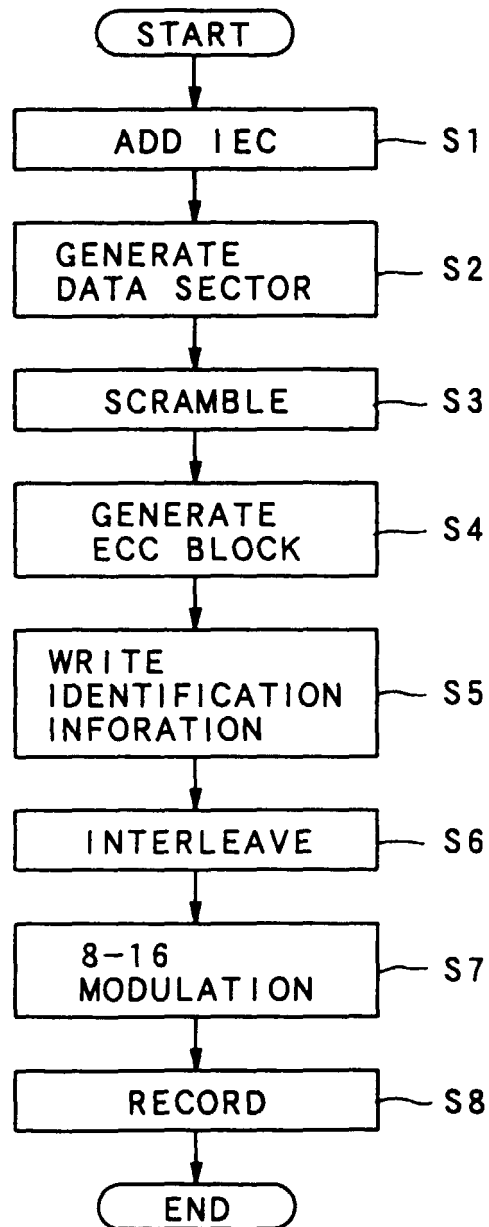 START
ADD IEC
S1
GENERATE
DATA SECTOR
S2
SCRAMBLE
S3
GENERATE
ECC BLOCK
S4
WRITE
IDENTIFICATION
INFORATION
S5
INTERLEAVE
S6
8-16
MODULATION
S7
RECORD
S8
END